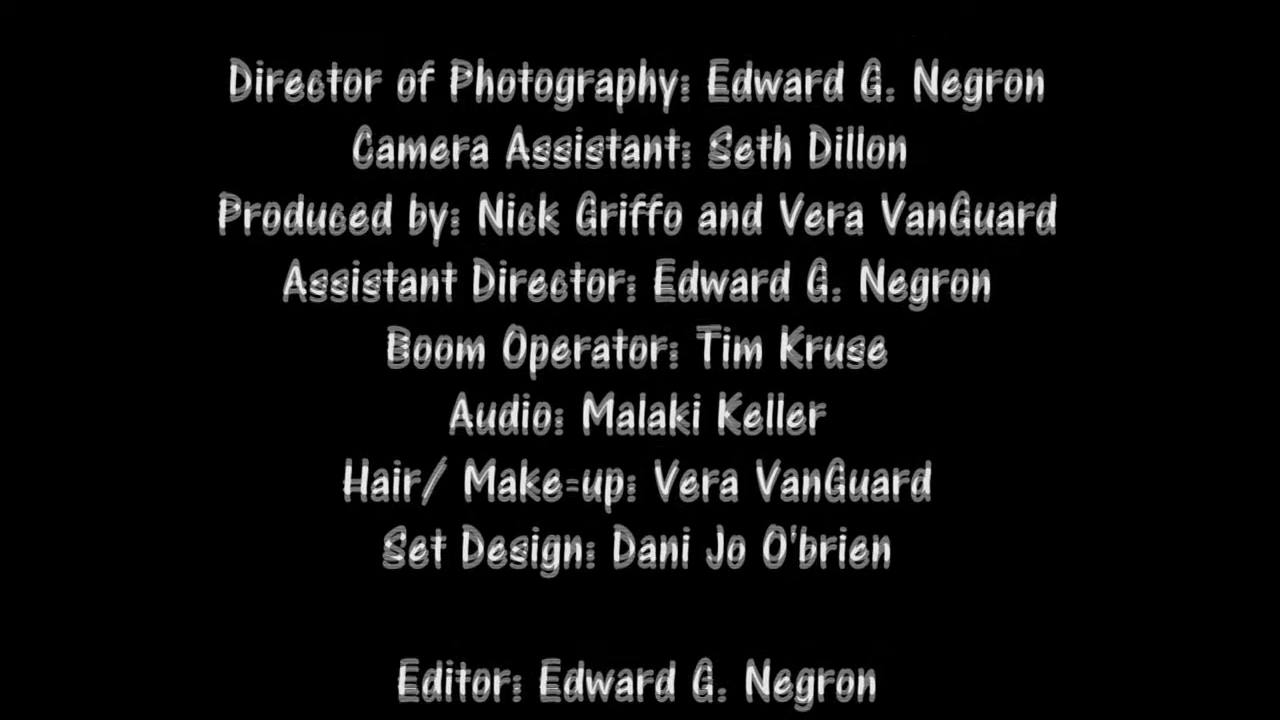 Director of Photography: Edward G. Negron
Camera Assistant: Seth Dillon
Produced by: Nick Griffo and Vera VanGuard
Assistant Director: Edward G. Negron
Boom Operator: Tim Kruse
Audio: Malaki Keller
Hair/ Make-up: Vera VanGuard
Set Design: Dani Jo O'brien
Editor: Edward G. Negron